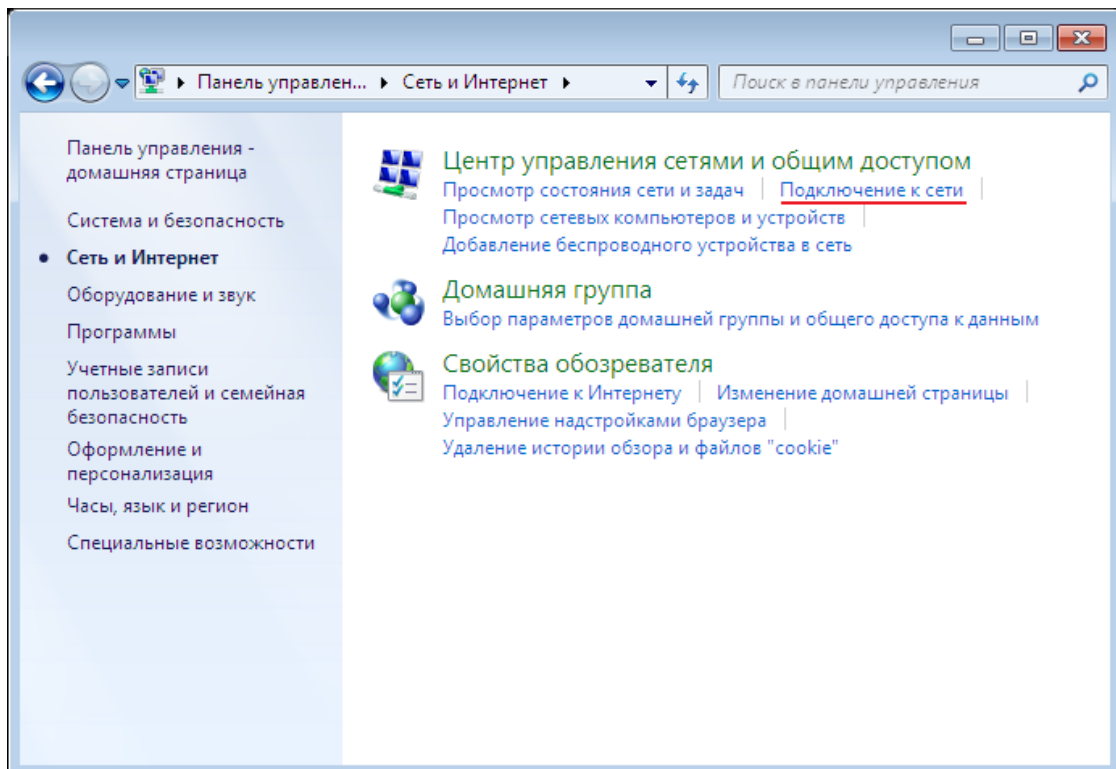 Панель управлен... Сеть и Интернет
Поиск в панели управления
Панель управления -
домашняя страница
Система и безопасность
Сеть и Интернет
Оборудование и звук
Программы
Учетные записи
пользователей и семейная
безопасность
Оформление и
персонализация
Часы, язык и регион
Специальные возможности
Центр управления сетями и общим доступом
Просмотр состояния сети и задач Подключение к сети
Просмотр сетевых компьютеров и устройств
Добавление беспроводного устройства в сеть
Домашняя группа
Выбор параметров домашней группы и общего доступа к данным
Свойства обозревателя
Подключение к Интернету Изменение домашней страницы
Управление надстройками браузера
Удаление истории обзора и файлов "cookie"